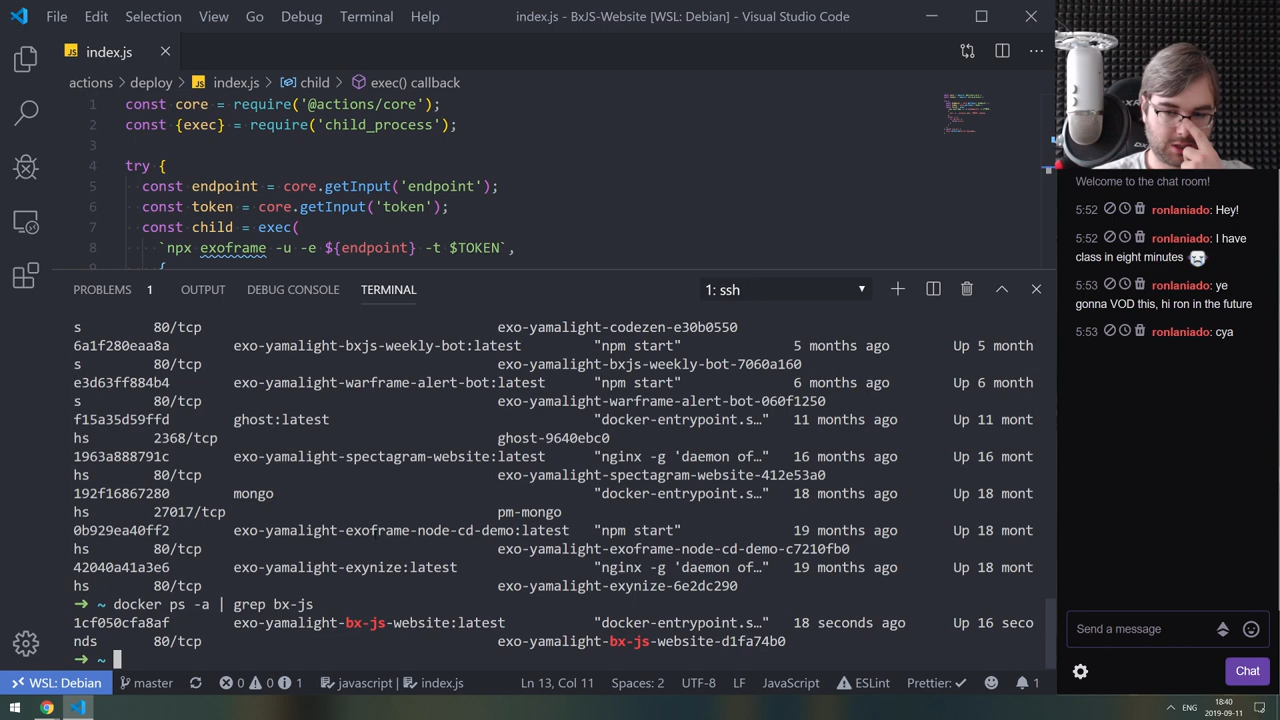 File Edit Selection View Go Debug Terminal Help index.js - BxJS-Website [WSL: Debian] - Visual Studio Code
JS index.js
actions > deploy > JS index.js > child > exec() callback
1 const core = require('@actions/core');
2 const {exec} = require('child_process');
3
4 try {
5 const endpoint = core.getInput('endpoint');
6 const token = core.getInput('token');
7 const child = exec(
8 `npx exoframe -u -e ${endpoint} -t $TOKEN`,
9 {
PROBLEMS 1 OUTPUT DEBUG CONSOLE TERMINAL 1: ssh
s 80/tcp exo-yamalight-codezen-e30b0550
6a1f280eaa8a exo-yamalight-bxjs-weekly-bot:latest "npm start" 5 months ago Up 5 month
s 80/tcp exo-yamalight-bxjs-weekly-bot-7060a160
e3d63ff884b4 exo-yamalight-warframe-alert-bot:latest "npm start" 6 months ago Up 6 month
s 80/tcp exo-yamalight-warframe-alert-bot-060f1250
f15a35d59ffd ghost:latest "docker-entrypoint.s…" 11 months ago Up 11 mont
hs 2368/tcp ghost-9640ebc0
1963a888791c exo-yamalight-spectagram-website:latest "nginx -g 'daemon of…" 16 months ago Up 16 mont
hs 80/tcp exo-yamalight-spectagram-website-412e53a0
192f16867280 mongo "docker-entrypoint.s…" 18 months ago Up 18 mont
hs 27017/tcp pm-mongo
0b929ea40ff2 exo-yamalight-exoframe-node-cd-demo:latest "npm start" 19 months ago Up 18 mont
hs 80/tcp exo-yamalight-exoframe-node-cd-demo-c7210fb0
42040a41a3e6 exo-yamalight-exynize:latest "nginx -g 'daemon of…" 19 months ago Up 18 mont
hs 80/tcp exo-yamalight-exynize-6e2dc290
→ ~ docker ps -a | grep bx-js
1cf050cfa8af exo-yamalight-bx-js-website:latest "docker-entrypoint.s…" 18 seconds ago Up 16 seco
nds 80/tcp exo-yamalight-bx-js-website-d1fa74b0
→ ~
WSL: Debian master 0 0 1 javascript | index.js Ln 13, Col 11 Spaces: 2 UTF-8 LF JavaScript ESLint Prettier: ✓ 1
Welcome to the chat room!
5:52 ronlaniado: Hey!
5:52 ronlaniado: I have
class in eight minutes
5:53 ronlaniado: ye
gonna VOD this, hi ron in the future
5:53 ronlaniado: cya
Send a message
Chat
ENG
18:40
2019-09-11